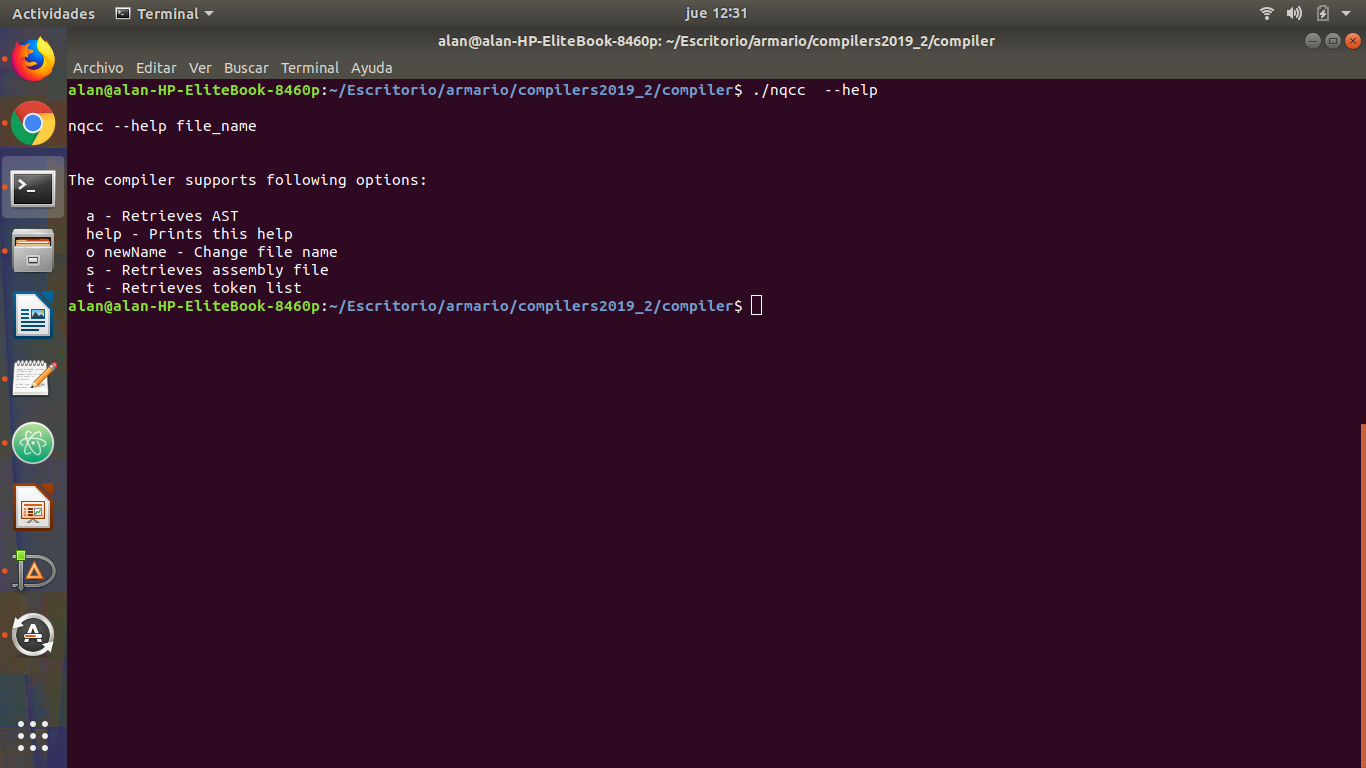 Actividades Terminal jue 12:31
alan@alan-HP-EliteBook-8460p: ~/Escritorio/armario/compilers2019_2/compiler
Archivo Editar Ver Buscar Terminal Ayuda
alan@alan-HP-EliteBook-8460p:~/Escritorio/armario/compilers2019_2/compiler$ ./nqcc  --help
nqcc --help file_name
The compiler supports following options:
a - Retrieves AST
help - Prints this help
o newName - Change file name
s - Retrieves assembly file
t - Retrieves token list
alan@alan-HP-EliteBook-8460p:~/Escritorio/armario/compilers2019_2/compiler$